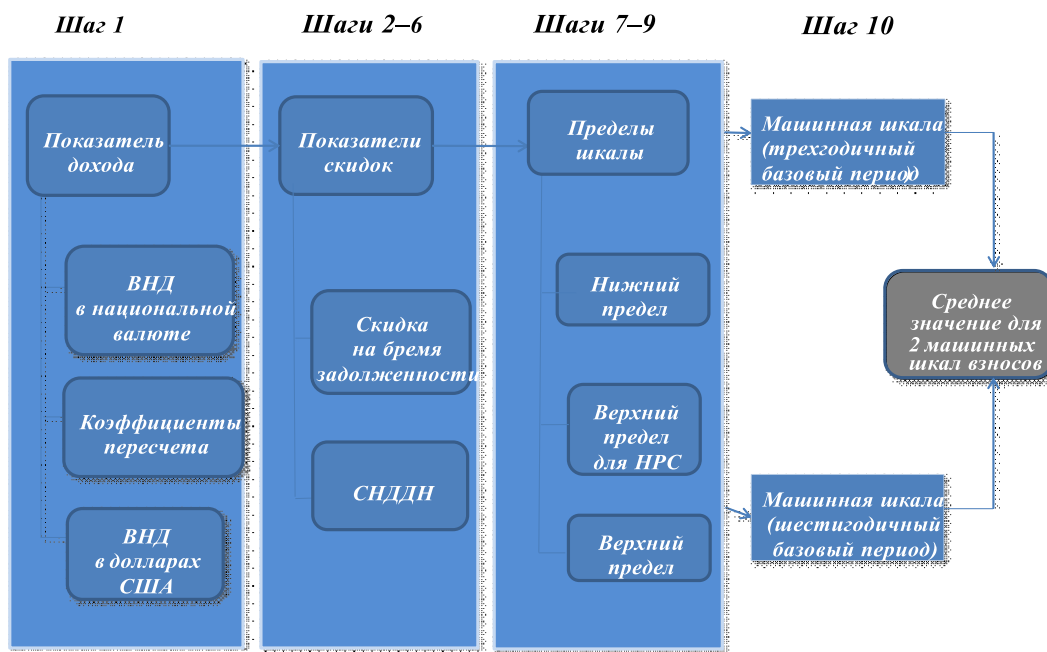 Шаг 1
Шаги 2–6
Шаги 7–9
Шаг 10
Показатель
дохода
ВНД
в национальной
валюте
Коэффициенты
пересчета
ВНД
в долларах
США
Показатели
скидок
Скидка
на бремя
задолженности
СНДДН
Пределы
шкалы
Нижний
предел
Верхний
предел
для НРС
Верхний
предел
Машинная шкала
(трехгодичный
базовый период)
Машинная шкала
(шестигодичный
базовый период)
Среднее
значение для
2 машинных
шкал взносов